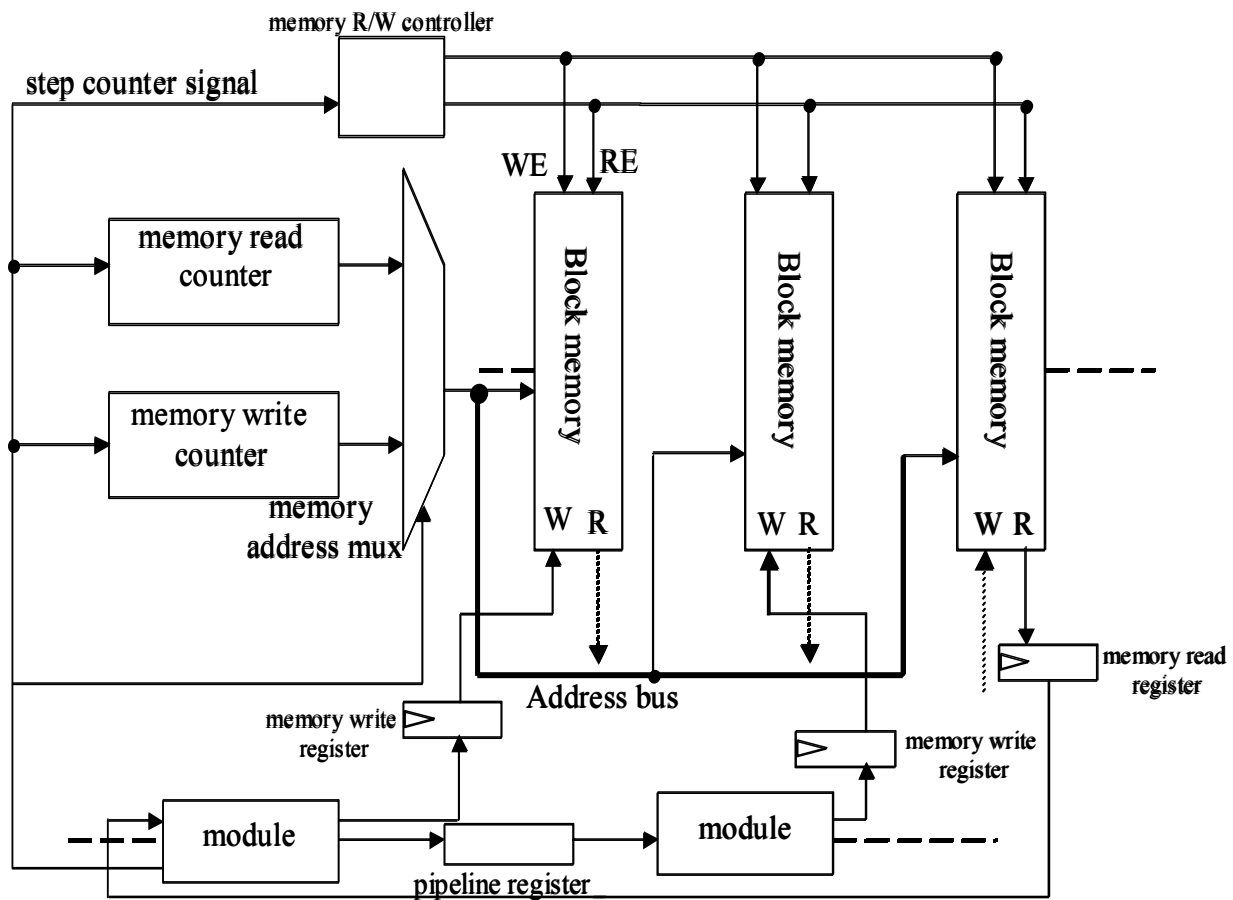 memory R/W controller
step counter signal
WE
RE
memory read
counter
memory write
counter
memory
address mux
Block memory
Block memory
Block memory
W
R
W
R
W
R
Address bus
memory read
register
memory write
register
memory write
register
module
module
pipeline register